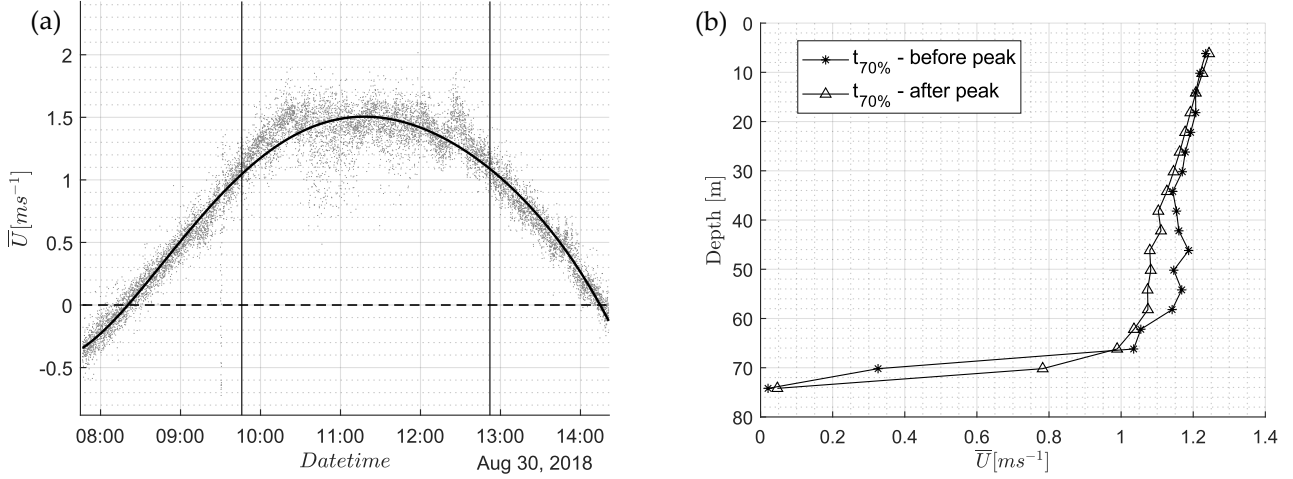 (a)
2
1.5
1
0.5
0
-0.5
U̅[ms⁻¹]
08:00 09:00 10:00 11:00 12:00 13:00 14:00
Datetime
Aug 30, 2018
(b)
t70% - before peak
t70% - after peak
0
10
20
30
40
50
60
70
80
Depth [m]
0 0.2 0.4 0.6 0.8 1 1.2 1.4
U̅[ms⁻¹]